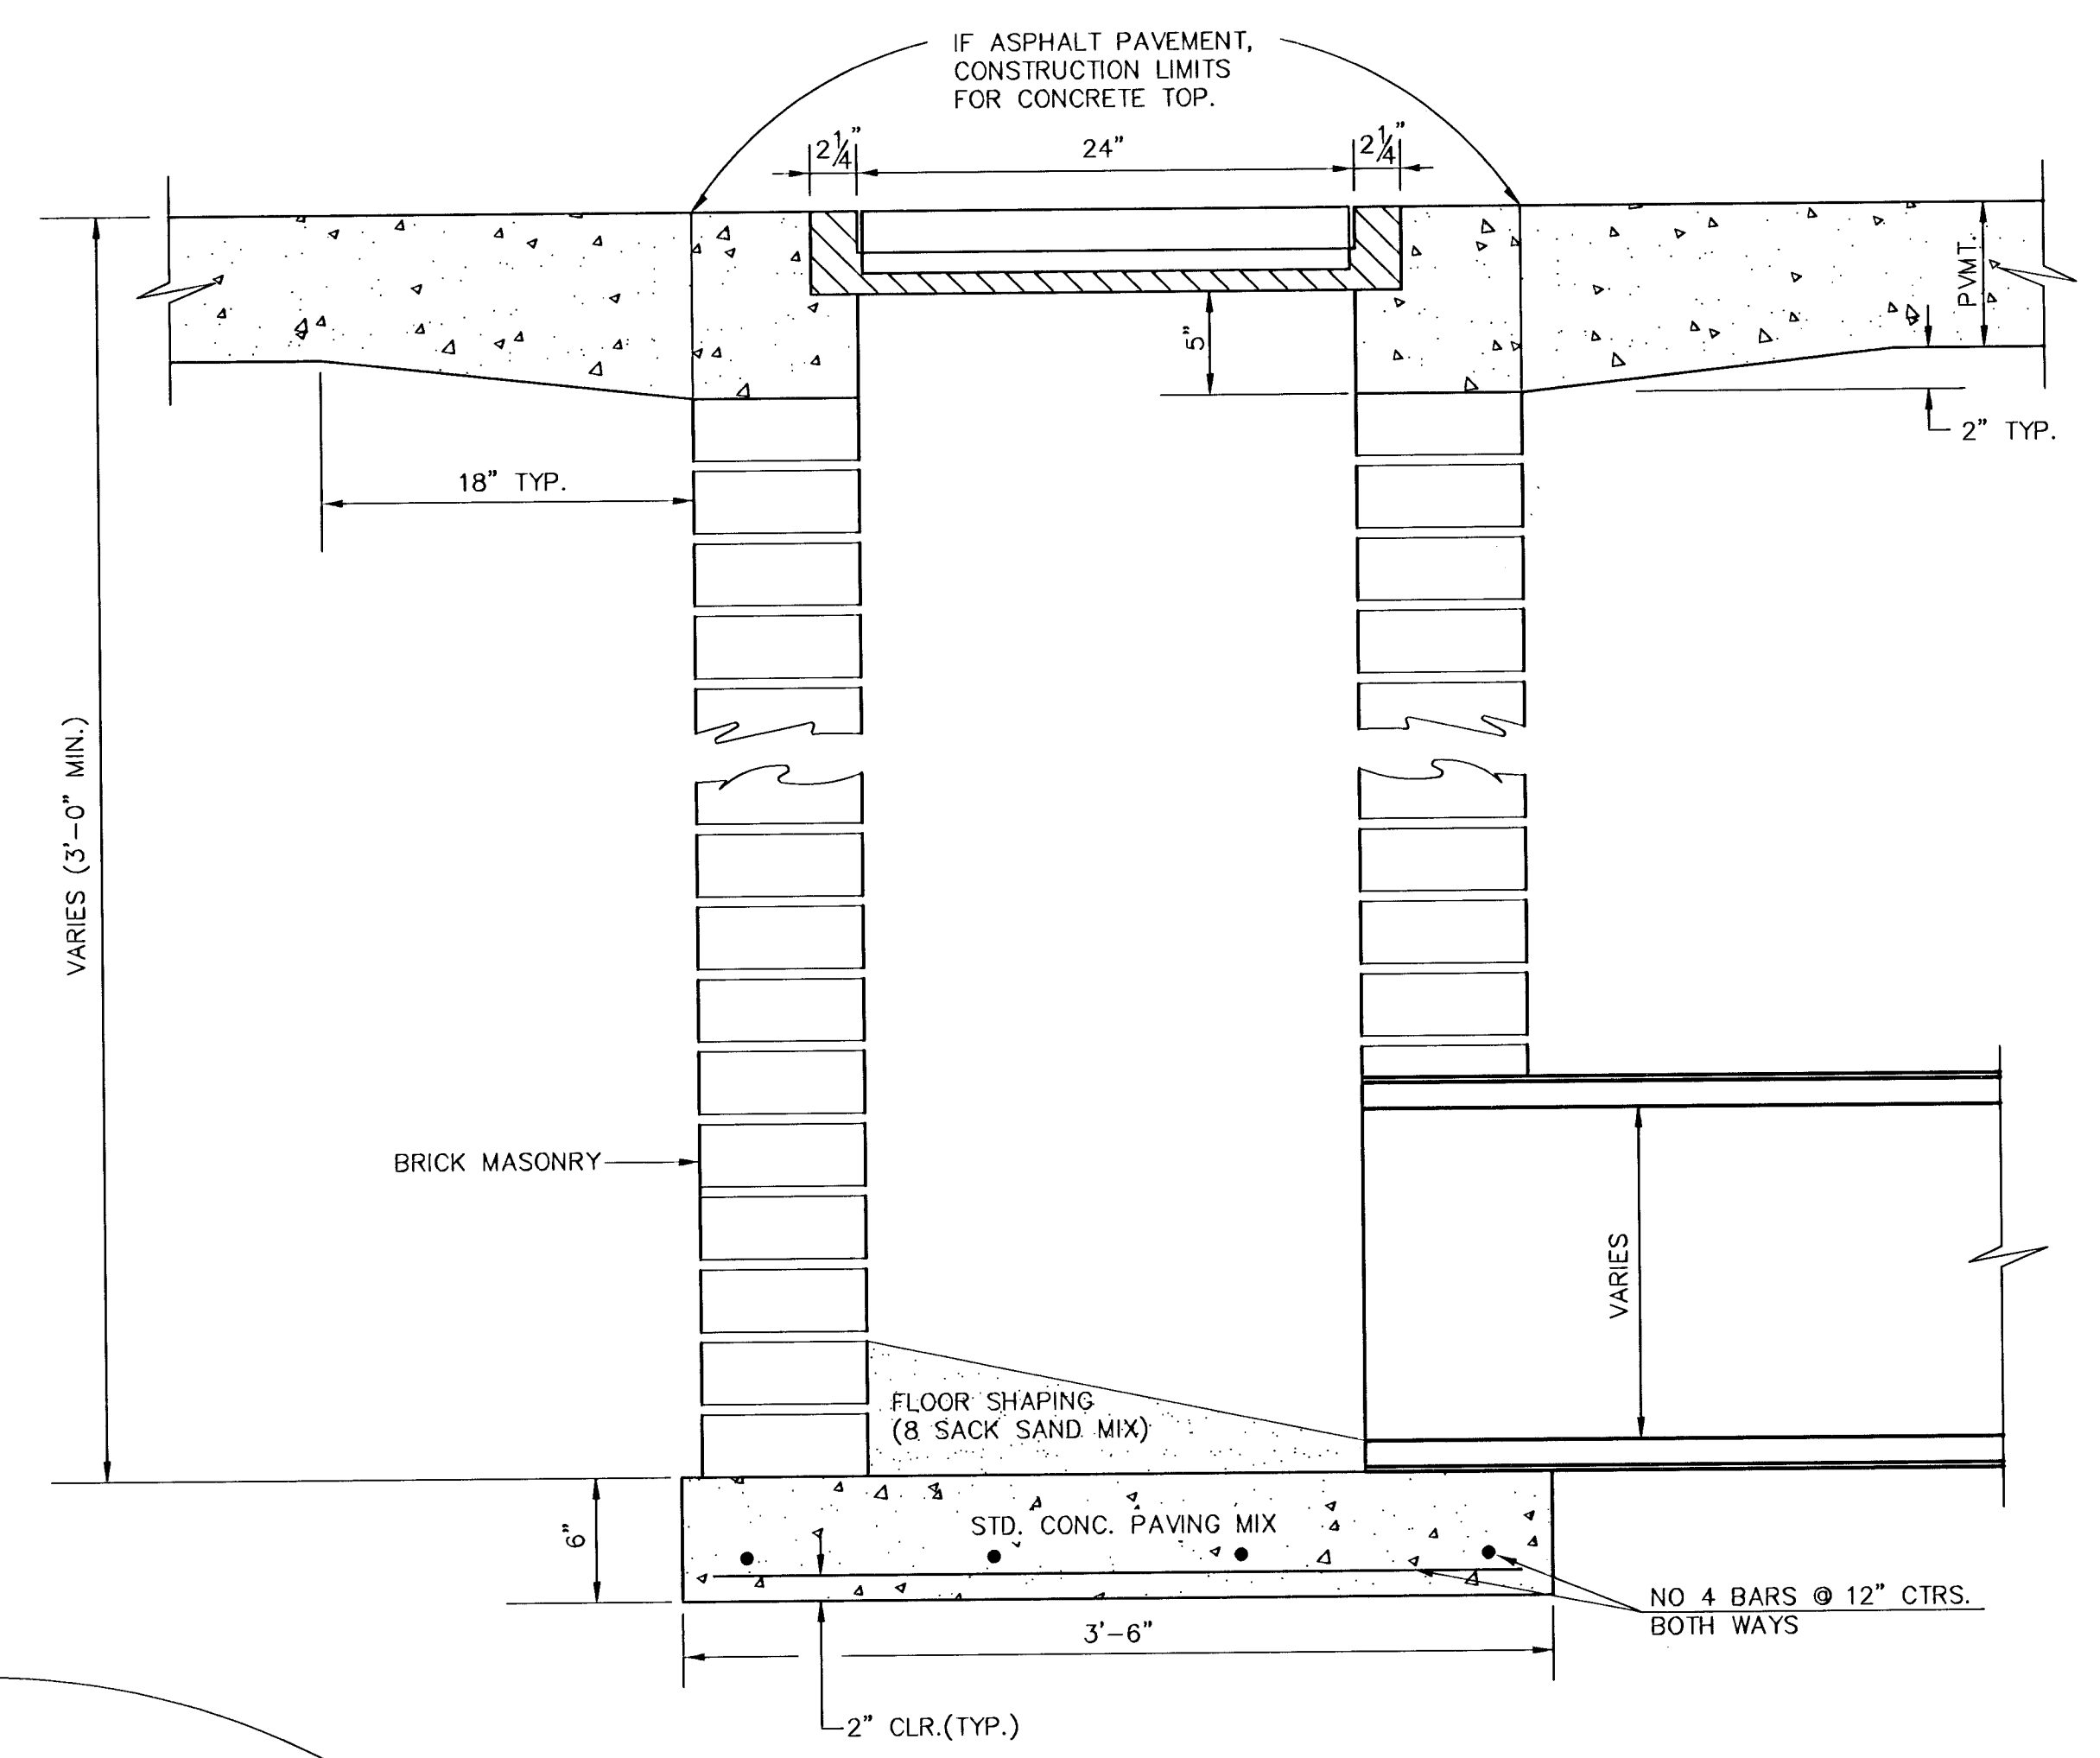 IF ASPHALT PAVEMENT,
CONSTRUCTION LIMITS
FOR CONCRETE TOP.
2¼"
24"
2¼"
PVMT.
5"
2" TYP.
18" TYP.
VARIES (3'-0" MIN.)
BRICK MASONRY
VARIES
FLOOR SHAPING
(8 SACK SAND MIX)
6"
STD. CONC. PAVING MIX
NO 4 BARS @ 12" CTRS.
BOTH WAYS
3'-6"
2" CLR.(TYP.)